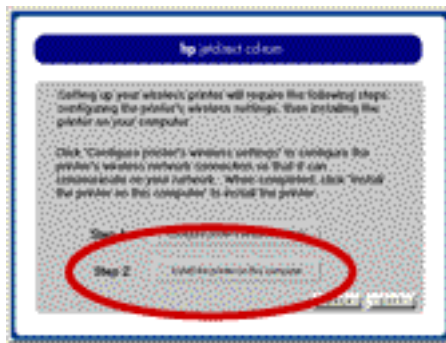 hp jetdirect cd-rom
Setting up your wireless printer will require the following steps:
configuring the printer's wireless settings, then installing the
printer on your computer
Click "Configure printer's wireless settings" to configure the
printer's wireless network connection so that it can
communicate on your network. When completed, click "Install
the printer on this computer" to install the printer.
Step
Step 2
Install the printer on this computer